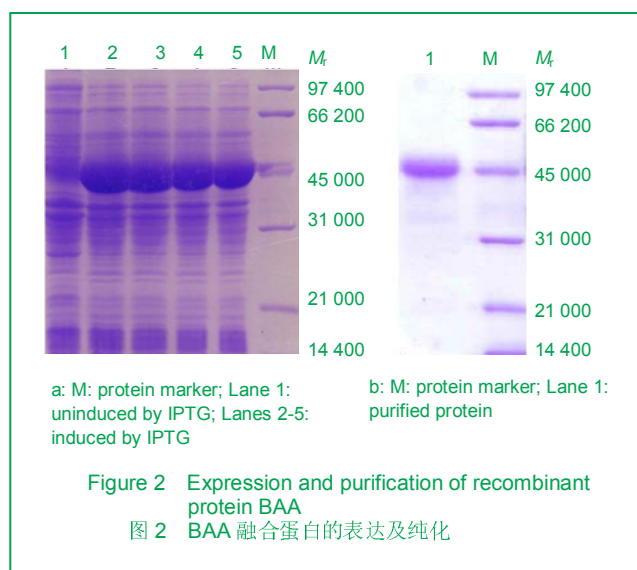 1 2 3 4 5 M Mr
97 400
66 200
45 000
31 000
21 000
14 400
a: M: protein marker; Lane 1:
uninduced by IPTG; Lanes 2-5:
induced by IPTG
1 M Mr
97 400
66 200
45 000
31 000
21 000
14 400
b: M: protein marker; Lane 1:
purified protein
Figure 2 Expression and purification of recombinant
protein BAA
图 2 BAA 融合蛋白的表达及纯化